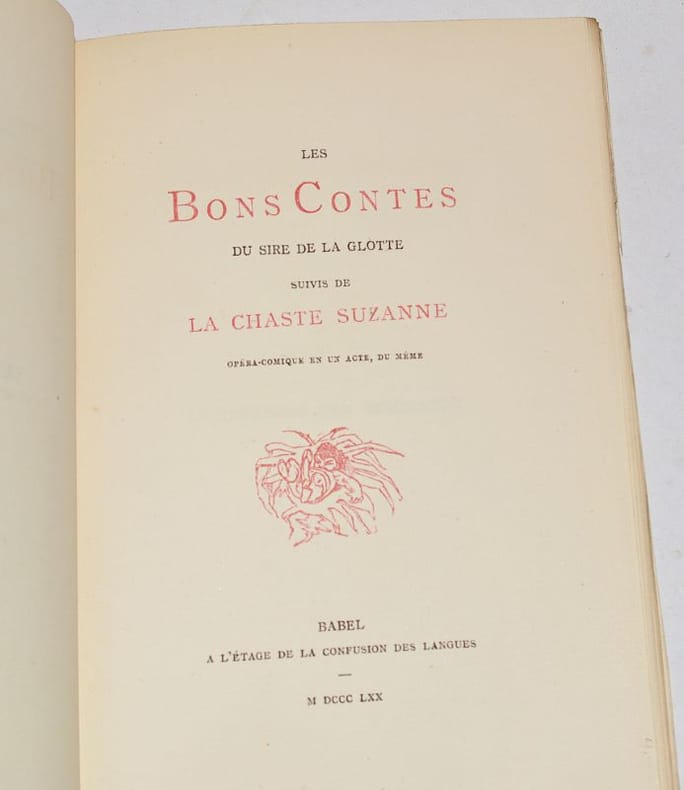 LES
BONS CONTES
DU SIRE DE LA GLOTTE
SUIVIS DE
LA CHASTE SUZANNE
OPÉRA-COMIQUE EN UN ACTE, DU MÊME
BABEL
A L'ÉTAGE DE LA CONFUSION DES LANGUES
M DCCC LXX